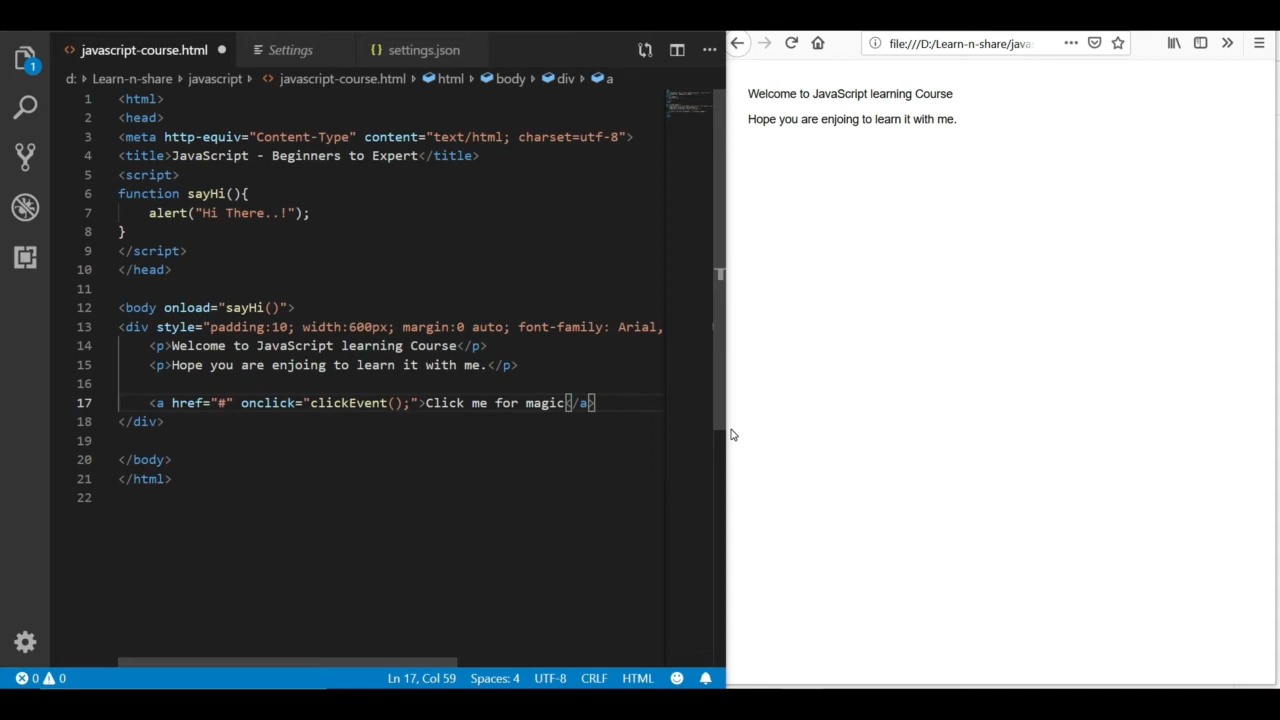 javascript-course.html
Settings
settings.json
file:///D:/Learn-n-share/java
d: Learn-n-share javascript javascript-course.html html body div a
1 <html>
2 <head>
3 <meta http-equiv="Content-Type" content="text/html; charset=utf-8">
4 <title>JavaScript - Beginners to Expert</title>
5 <script>
6 function sayHi(){
7 alert("Hi There..!");
8 }
9 </script>
10 </head>
11
12 <body onload="sayHi()">
13 <div style="padding:10; width:600px; margin:0 auto; font-family: Arial,
14 <p>Welcome to JavaScript learning Course</p>
15 <p>Hope you are enjoing to learn it with me.</p>
16
17 <a href="#" onclick="clickEvent();">Click me for magic</a>
18 </div>
19
20 </body>
21 </html>
22
1
Welcome to JavaScript learning Course
Hope you are enjoing to learn it with me.
0 0 Ln 17, Col 59 Spaces: 4 UTF-8 CRLF HTML